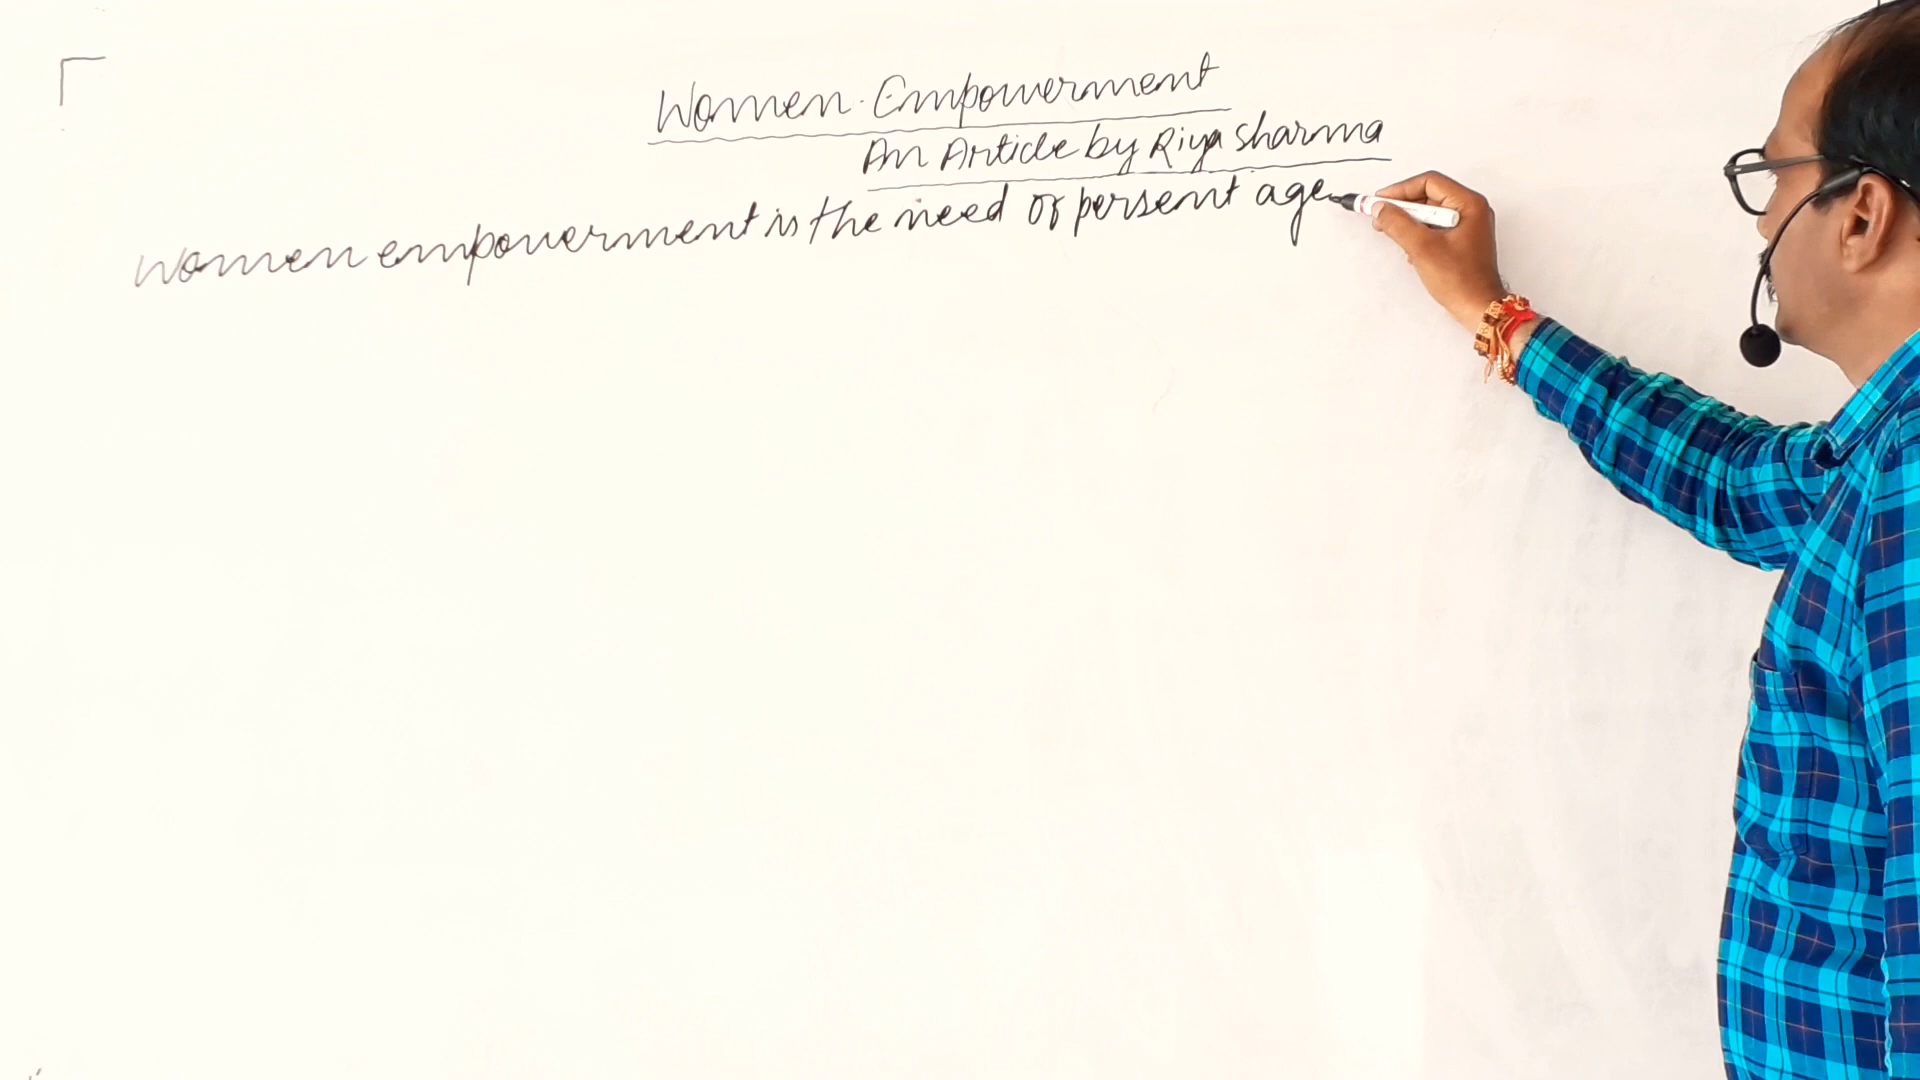 Women Empowerment
An Article by Riya Sharma
Women empowerment is the need of persent age